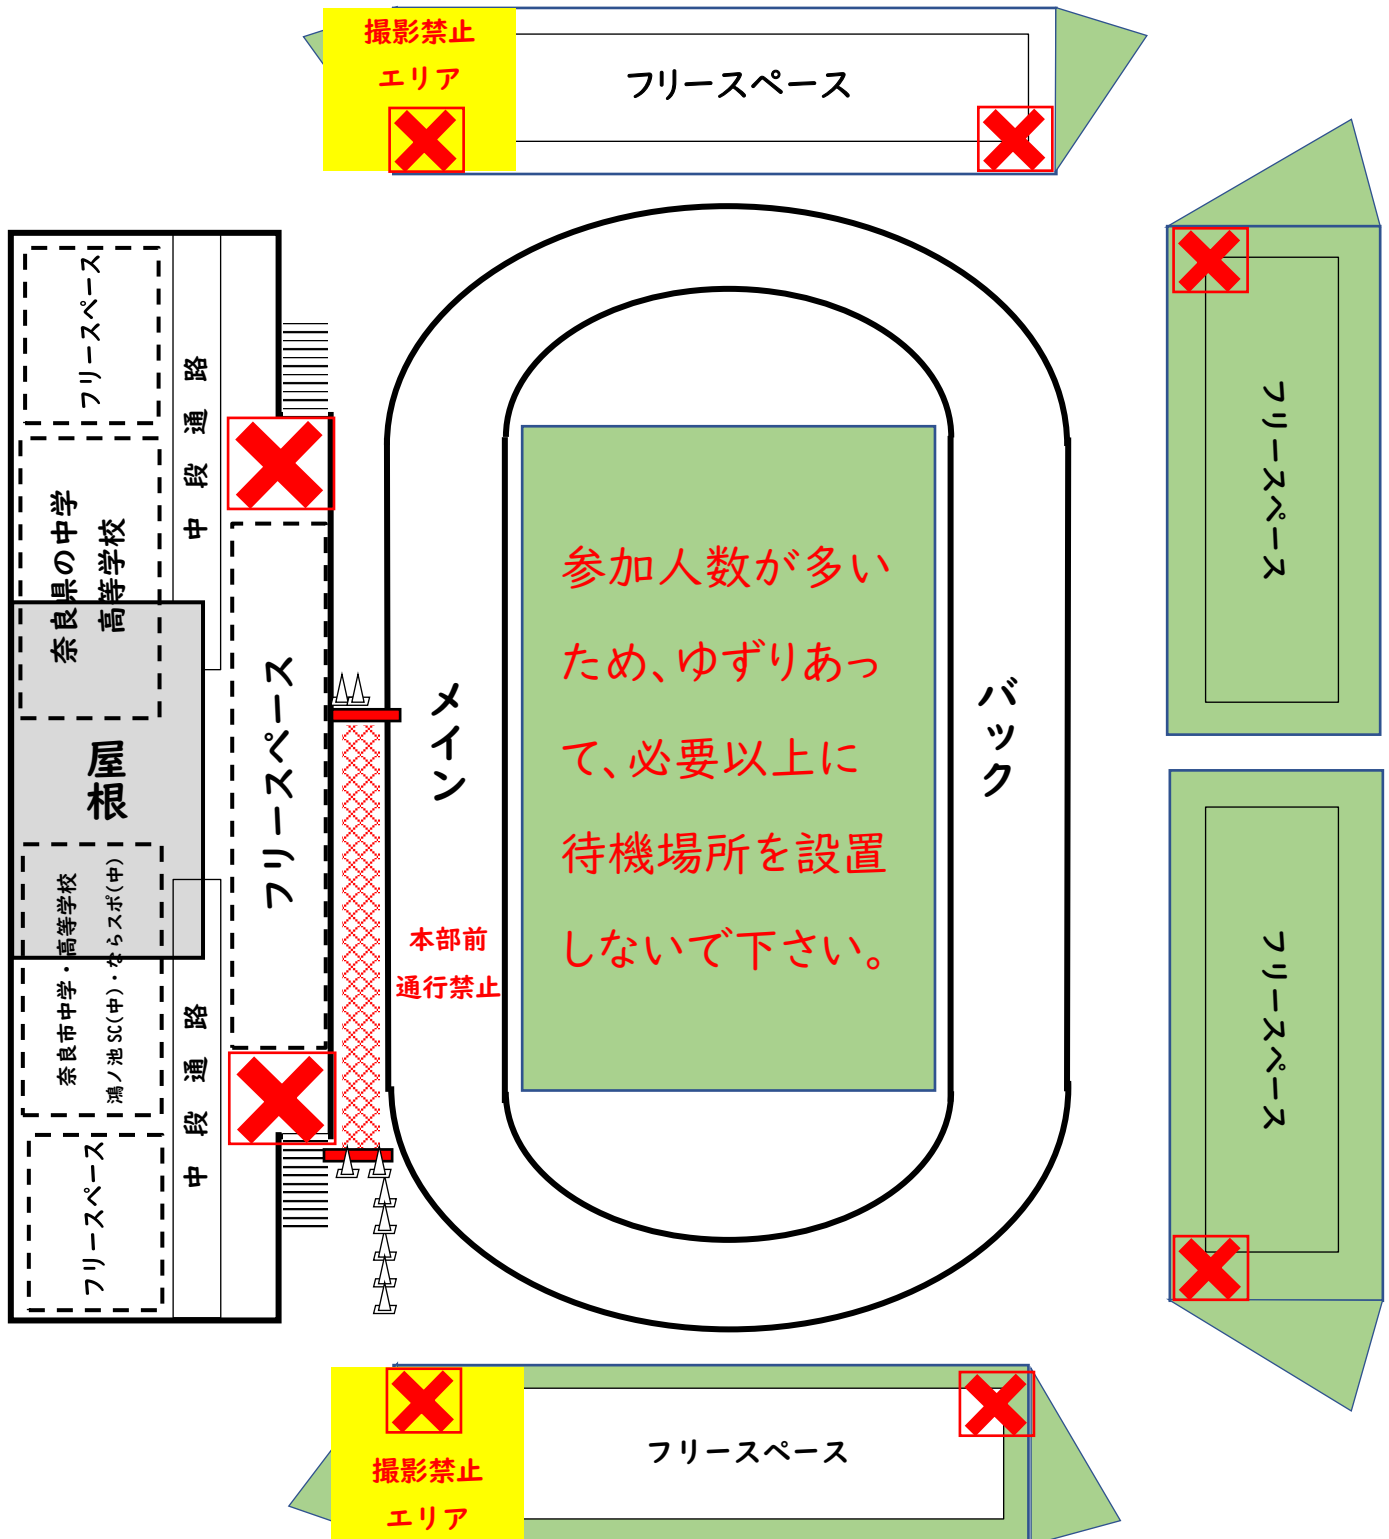 撮影禁止
エリア
フリースペース
フリースペース
中段通路
奈良県の中学
高等学校
屋根
フリースペース
奈良市中学・高等学校
鴻ノ池SC(中)・ならスポ(中)
中段通路
フリースペース
メイン
本部前
通行禁止
参加人数が多い
ため、ゆずりあっ
て、必要以上に
待機場所を設置
しないで下さい。
バック
フリースペース
フリースペース
撮影禁止
エリア
フリースペース